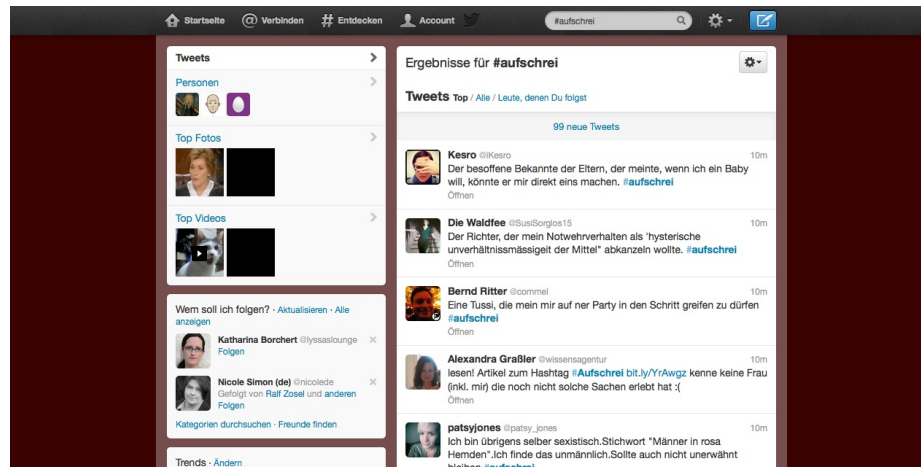 Startseite @ Verbinden # Entdecken Account #aufschrei
Tweets
Personen
Top Fotos
Top Videos
Wem soll ich folgen? · Aktualisieren · Alle
anzeigen
Katharina Borchert @lyssaslounge
Folgen
Nicole Simon (de) @nicolede
Gefolgt von Ralf Zosel und anderen
Folgen
Kategorien durchsuchen · Freunde finden
Trends · Ändern
Ergebnisse für #aufschrei
Tweets Top / Alle / Leute, denen Du folgst
99 neue Tweets
Kesro @iKesro 10m
Der besoffene Bekannte der Eltern, der meinte, wenn ich ein Baby
will, könnte er mir direkt eins machen. #aufschrei
Öffnen
Die Waldfee @SusiSorglos15 10m
Der Richter, der mein Notwehrverhalten als 'hysterische
unverhältnissmässigelt der Mittel" abkanzeln wollte. #aufschrei
Öffnen
Bernd Ritter @commel 10m
Eine Tussi, die mein mir auf ner Party in den Schritt greifen zu dürfen
#aufschrei
Öffnen
Alexandra Graßler @wissensagentur 10m
lesen! Artikel zum Hashtag #Aufschrei bit.ly/YrAwgz kenne keine Frau
(inkl. mir) die noch nicht solche Sachen erlebt hat :(
Öffnen
patsyjones @patsy_jones 10m
Ich bin übrigens selber sexistisch.Stichwort "Männer in rosa
Hemden".Ich finde das unmännlich.Sollte auch nicht unerwähnt
bleiben #aufschrei